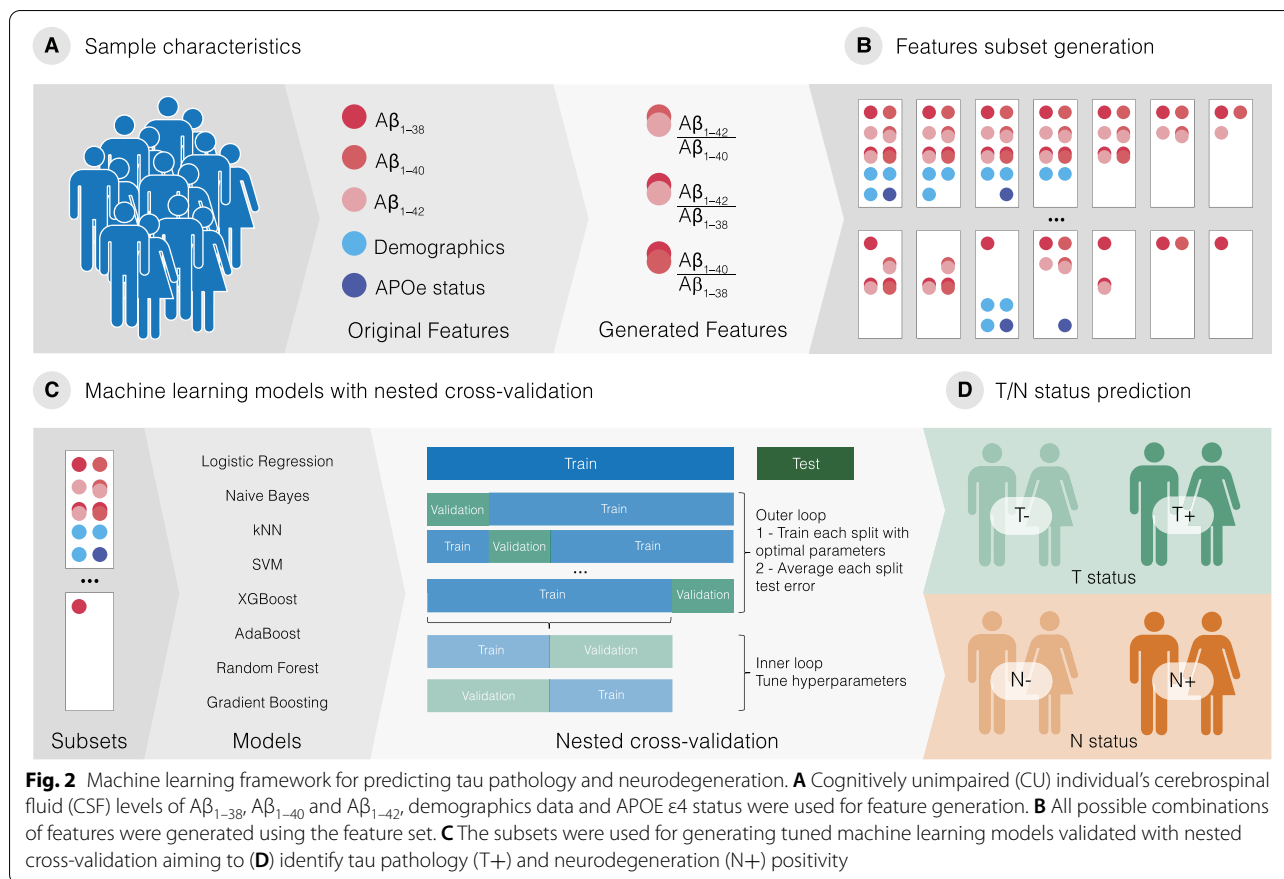 A Sample characteristics
Aβ1–38
Aβ1–40
Aβ1–42
Demographics
APOe status
Original Features
Aβ1–42
Aβ1–40
Aβ1–42
Aβ1–38
Aβ1–40
Aβ1–38
Generated Features
B Features subset generation
...
C Machine learning models with nested cross-validation
...
Subsets
Logistic Regression
Naive Bayes
kNN
SVM
XGBoost
AdaBoost
Random Forest
Gradient Boosting
Models
Train Test
Validation Train
Train Validation Train
...
Train Validation
Train Validation
Validation Train
Outer loop
1 - Train each split with
optimal parameters
2 - Average each split
test error
Inner loop
Tune hyperparameters
Nested cross-validation
D T/N status prediction
T- T+
T status
N- N+
N status
Fig. 2 Machine learning framework for predicting tau pathology and neurodegeneration. A Cognitively unimpaired (CU) individual's cerebrospinal
fluid (CSF) levels of Aβ1–38, Aβ1–40 and Aβ1–42, demographics data and APOE ε4 status were used for feature generation. B All possible combinations
of features were generated using the feature set. C The subsets were used for generating tuned machine learning models validated with nested
cross-validation aiming to (D) identify tau pathology (T+) and neurodegeneration (N+) positivity